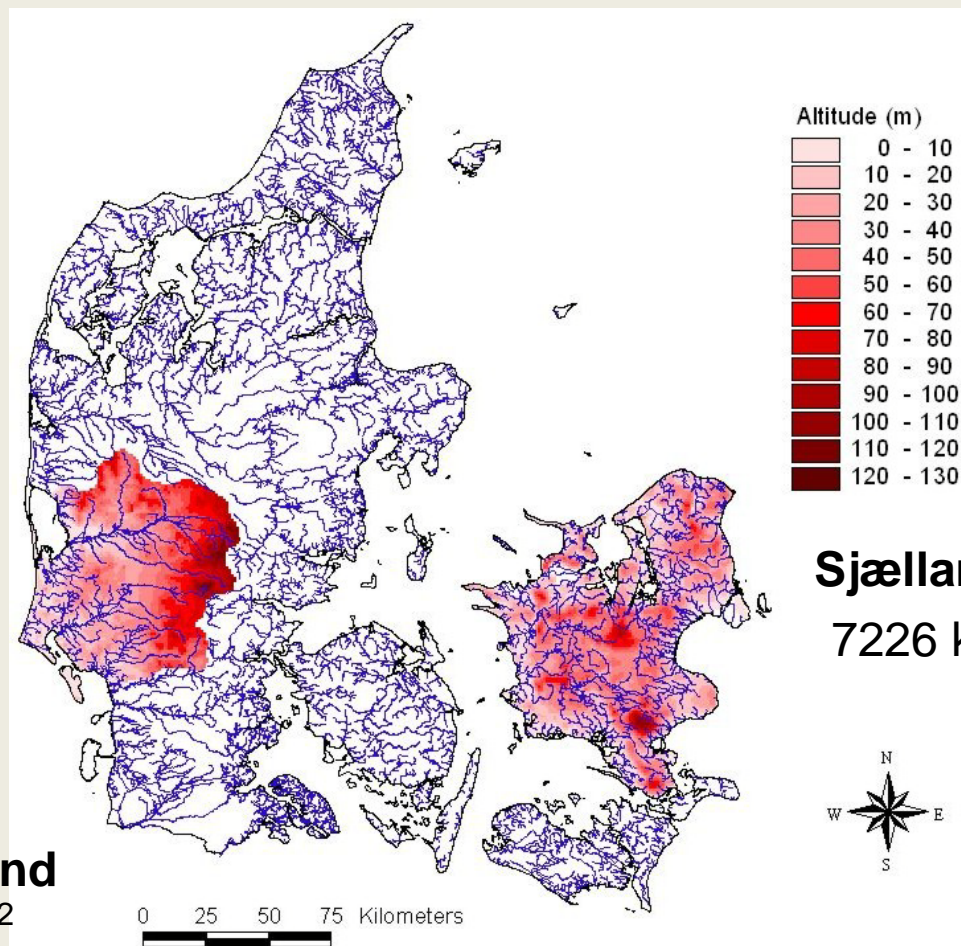 Altitude (m)
0 - 10
10 - 20
20 - 30
30 - 40
40 - 50
50 - 60
60 - 70
70 - 80
80 - 90
90 - 100
100 - 110
110 - 120
120 - 130
Sjællan
7226 k
N
W E
S
nd
2
0 25 50 75 Kilometers